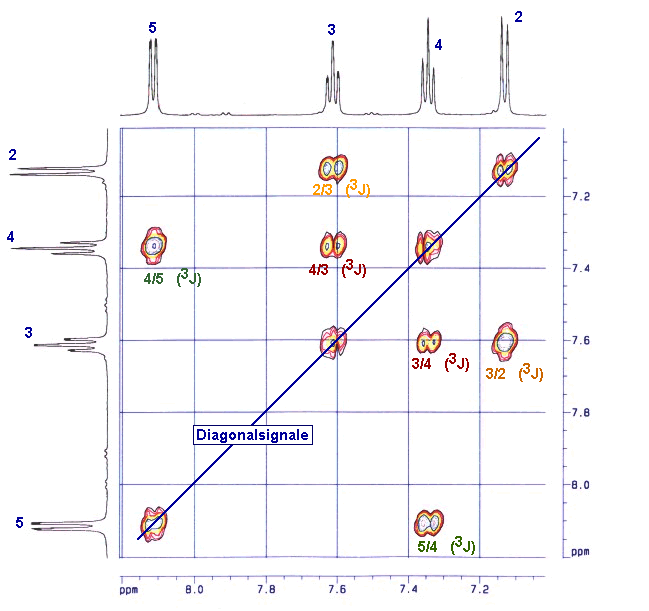 5
3
4
2
2
4
3
5
2/3 (³J)
4/5 (³J)
4/3 (³J)
3/4 (³J)
3/2 (³J)
Diagonalsignale
5/4 (³J)
7.2
7.4
7.6
7.8
8.0
ppm
ppm 8.0 7.8 7.6 7.4 7.2